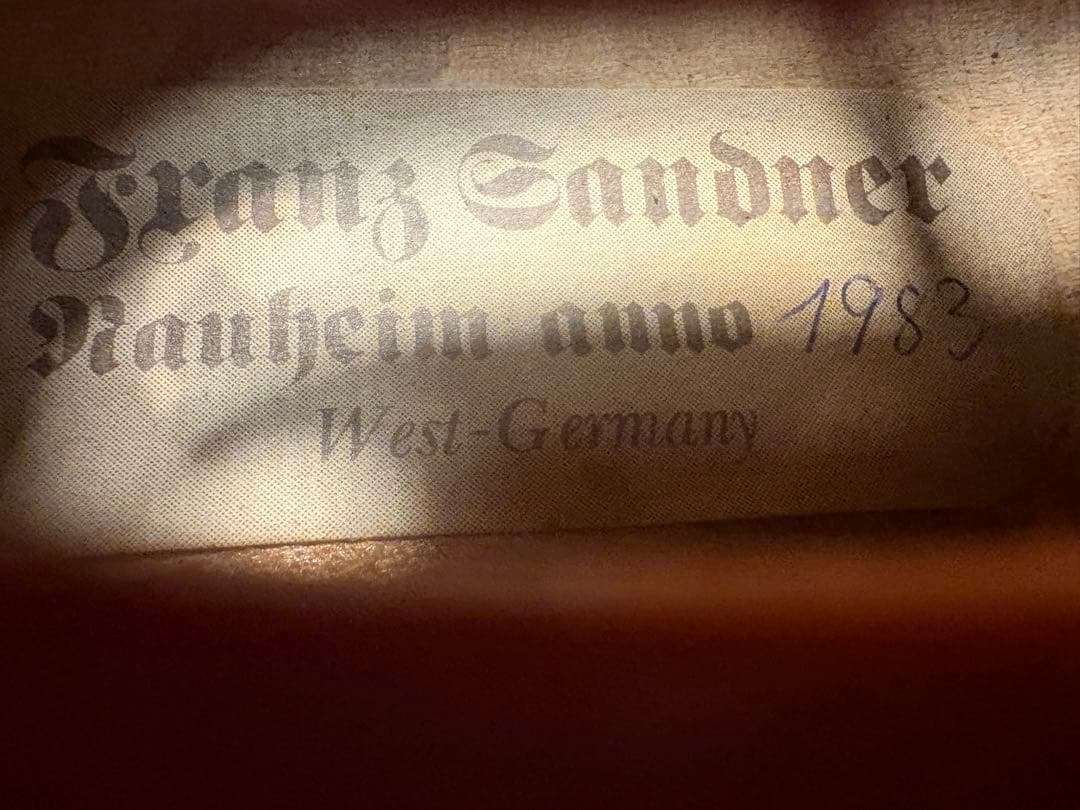 Franz Sandner
Nauheim anno 1983
West-Germany